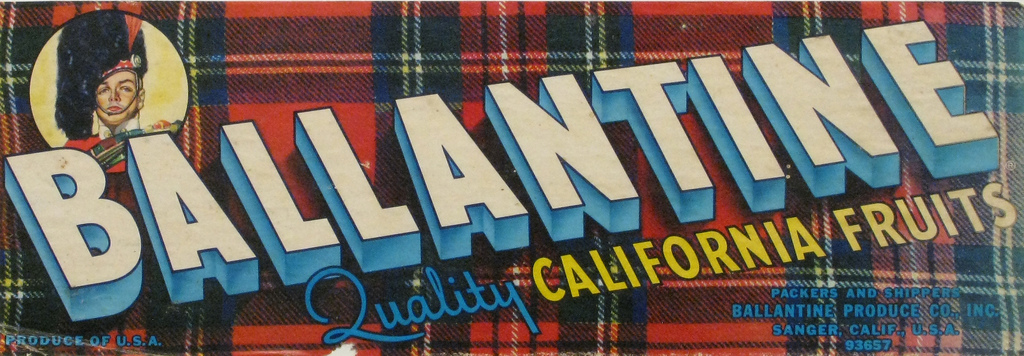 BALLANTINE
Quality CALIFORNIA FRUITS
PACKERS AND SHIPPERS
BALLANTINE PRODUCE CO., INC.
SANGER, CALIF., U.S.A.
93657
PRODUCE OF U.S.A.